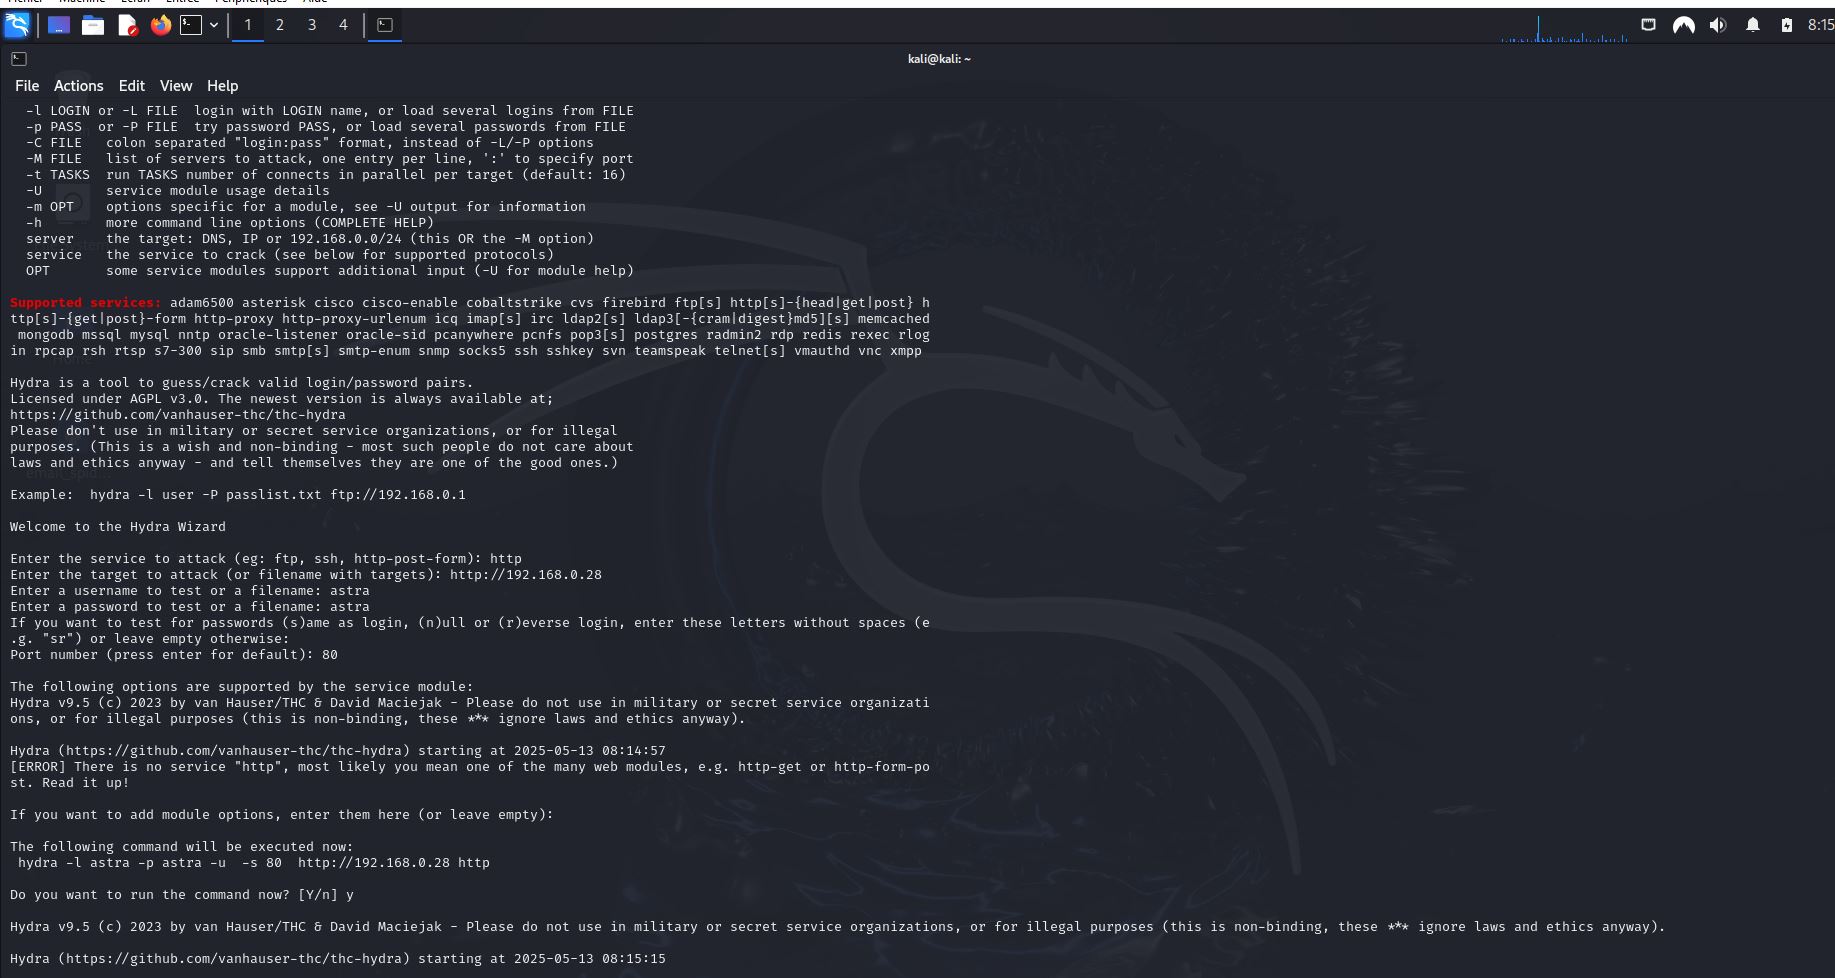 Fichier Machine Écran Entrée Périphériques Aide
1 2 3 4 8:15
kali@kali: ~
File Actions Edit View Help
-l LOGIN or -L FILE  login with LOGIN name, or load several logins from FILE
-p PASS  or -P FILE  try password PASS, or load several passwords from FILE
-C FILE   colon separated "login:pass" format, instead of -L/-P options
-M FILE   list of servers to attack, one entry per line, ':' to specify port
-t TASKS  run TASKS number of connects in parallel per target (default: 16)
-U        service module usage details
-m OPT    options specific for a module, see -U output for information
-h        more command line options (COMPLETE HELP)
server    the target: DNS, IP or 192.168.0.0/24 (this OR the -M option)
service   the service to crack (see below for supported protocols)
OPT       some service modules support additional input (-U for module help)
Supported services: adam6500 asterisk cisco cisco-enable cobaltstrike cvs firebird ftp[s] http[s]-{head|get|post} h
ttp[s]-{get|post}-form http-proxy http-proxy-urlenum icq imap[s] irc ldap2[s] ldap3[-{cram|digest}md5][s] memcached
mongodb mssql mysql nntp oracle-listener oracle-sid pcanywhere pcnfs pop3[s] postgres radmin2 rdp redis rexec rlog
in rpcap rsh rtsp s7-300 sip smb smtp[s] smtp-enum snmp socks5 ssh sshkey svn teamspeak telnet[s] vmauthd vnc xmpp
Hydra is a tool to guess/crack valid login/password pairs.
Licensed under AGPL v3.0. The newest version is always available at;
https://github.com/vanhauser-thc/thc-hydra
Please don't use in military or secret service organizations, or for illegal
purposes. (This is a wish and non-binding - most such people do not care about
laws and ethics anyway - and tell themselves they are one of the good ones.)
Example:  hydra -l user -P passlist.txt ftp://192.168.0.1
Welcome to the Hydra Wizard
Enter the service to attack (eg: ftp, ssh, http-post-form): http
Enter the target to attack (or filename with targets): http://192.168.0.28
Enter a username to test or a filename: astra
Enter a password to test or a filename: astra
If you want to test for passwords (s)ame as login, (n)ull or (r)everse login, enter these letters without spaces (e
.g. "sr") or leave empty otherwise:
Port number (press enter for default): 80
The following options are supported by the service module:
Hydra v9.5 (c) 2023 by van Hauser/THC & David Maciejak - Please do not use in military or secret service organizati
ons, or for illegal purposes (this is non-binding, these *** ignore laws and ethics anyway).
Hydra (https://github.com/vanhauser-thc/thc-hydra) starting at 2025-05-13 08:14:57
[ERROR] There is no service "http", most likely you mean one of the many web modules, e.g. http-get or http-form-po
st. Read it up!
If you want to add module options, enter them here (or leave empty):
The following command will be executed now:
hydra -l astra -p astra -u  -s 80  http://192.168.0.28 http
Do you want to run the command now? [Y/n] y
Hydra v9.5 (c) 2023 by van Hauser/THC & David Maciejak - Please do not use in military or secret service organizations, or for illegal purposes (this is non-binding, these *** ignore laws and ethics anyway).
Hydra (https://github.com/vanhauser-thc/thc-hydra) starting at 2025-05-13 08:15:15